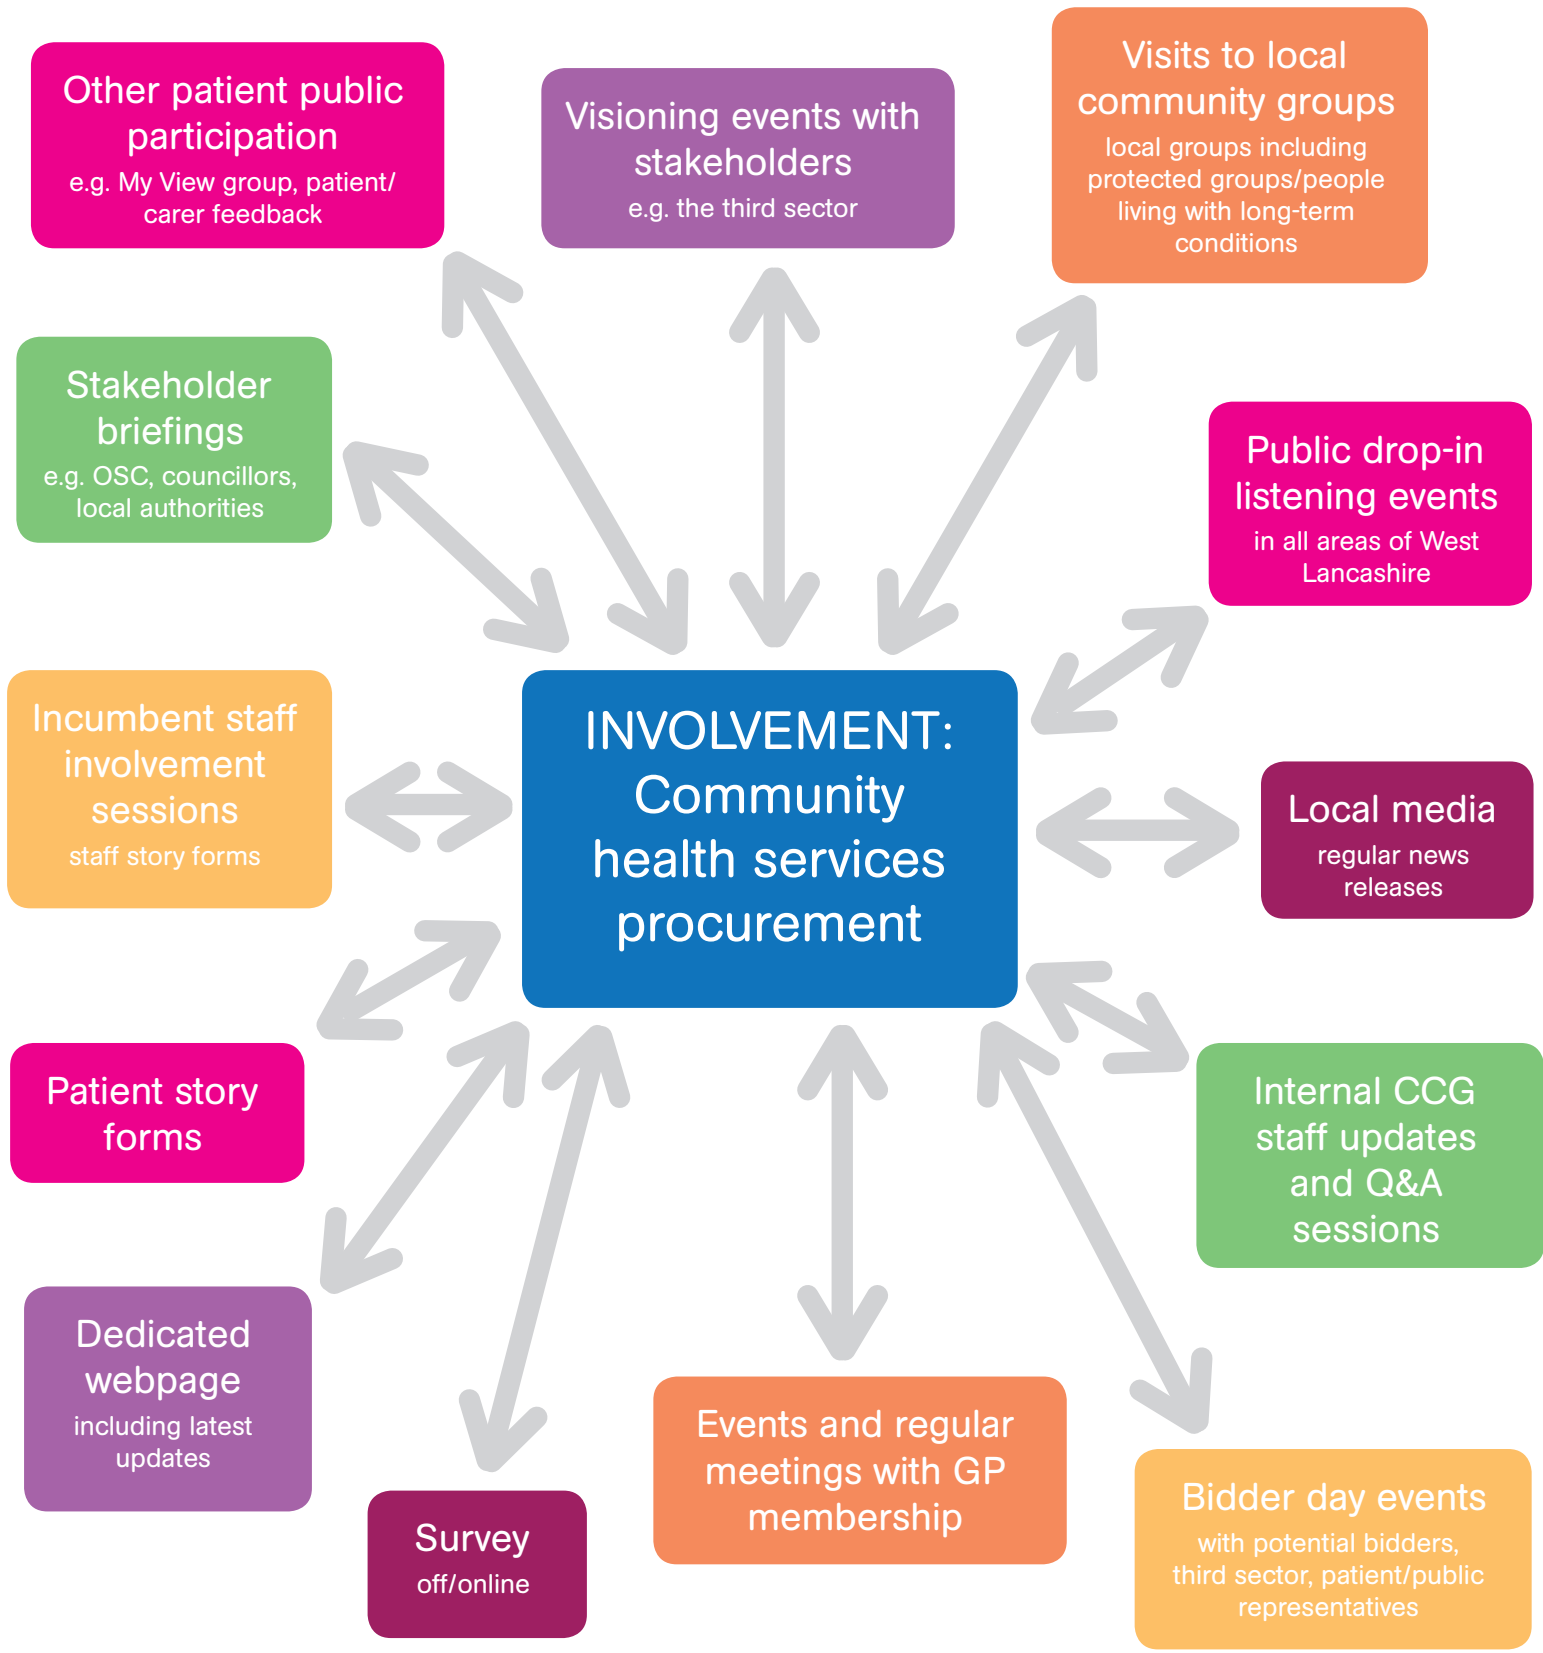 Other patient public
participation
e.g. My View group, patient/
carer feedback
Visioning events with
stakeholders
e.g. the third sector
Visits to local
community groups
local groups including
protected groups/people
living with long-term
conditions
Stakeholder
briefings
e.g. OSC, councillors,
local authorities
Public drop-in
listening events
in all areas of West
Lancashire
Incumbent staff
involvement
sessions
staff story forms
INVOLVEMENT:
Community
health services
procurement
Local media
regular news
releases
Patient story
forms
Internal CCG
staff updates
and Q&A
sessions
Dedicated
webpage
including latest
updates
Survey
off/online
Events and regular
meetings with GP
membership
Bidder day events
with potential bidders,
third sector, patient/public
representatives